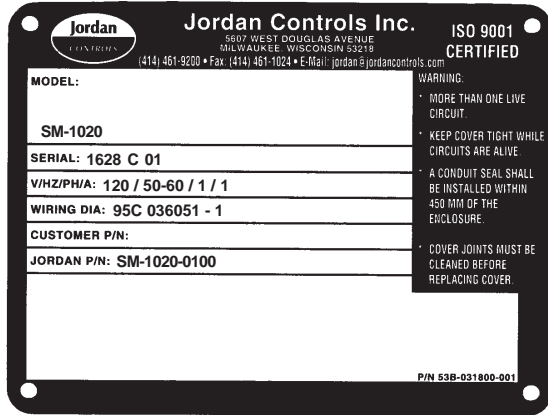 Jordan
CONTROLS
Jordan Controls Inc.
5607 WEST DOUGLAS AVENUE
MILWAUKEE, WISCONSIN 53218
(414) 461-9200 • Fax: (414) 461-1024 • E-Mail: jordan@jordancontrols.com
ISO 9001
CERTIFIED
MODEL:
SM-1020
SERIAL: 1628 C 01
V/HZ/PH/A: 120 / 50-60 / 1 / 1
WIRING DIA: 95C 036051 - 1
CUSTOMER P/N:
JORDAN P/N: SM-1020-0100
WARNING:
• MORE THAN ONE LIVE
CIRCUIT.
• KEEP COVER TIGHT WHILE
CIRCUITS ARE ALIVE.
• A CONDUIT SEAL SHALL
BE INSTALLED WITHIN
450 MM OF THE
ENCLOSURE.
• COVER JOINTS MUST BE
CLEANED BEFORE
REPLACING COVER.
P/N 53B-031800-001